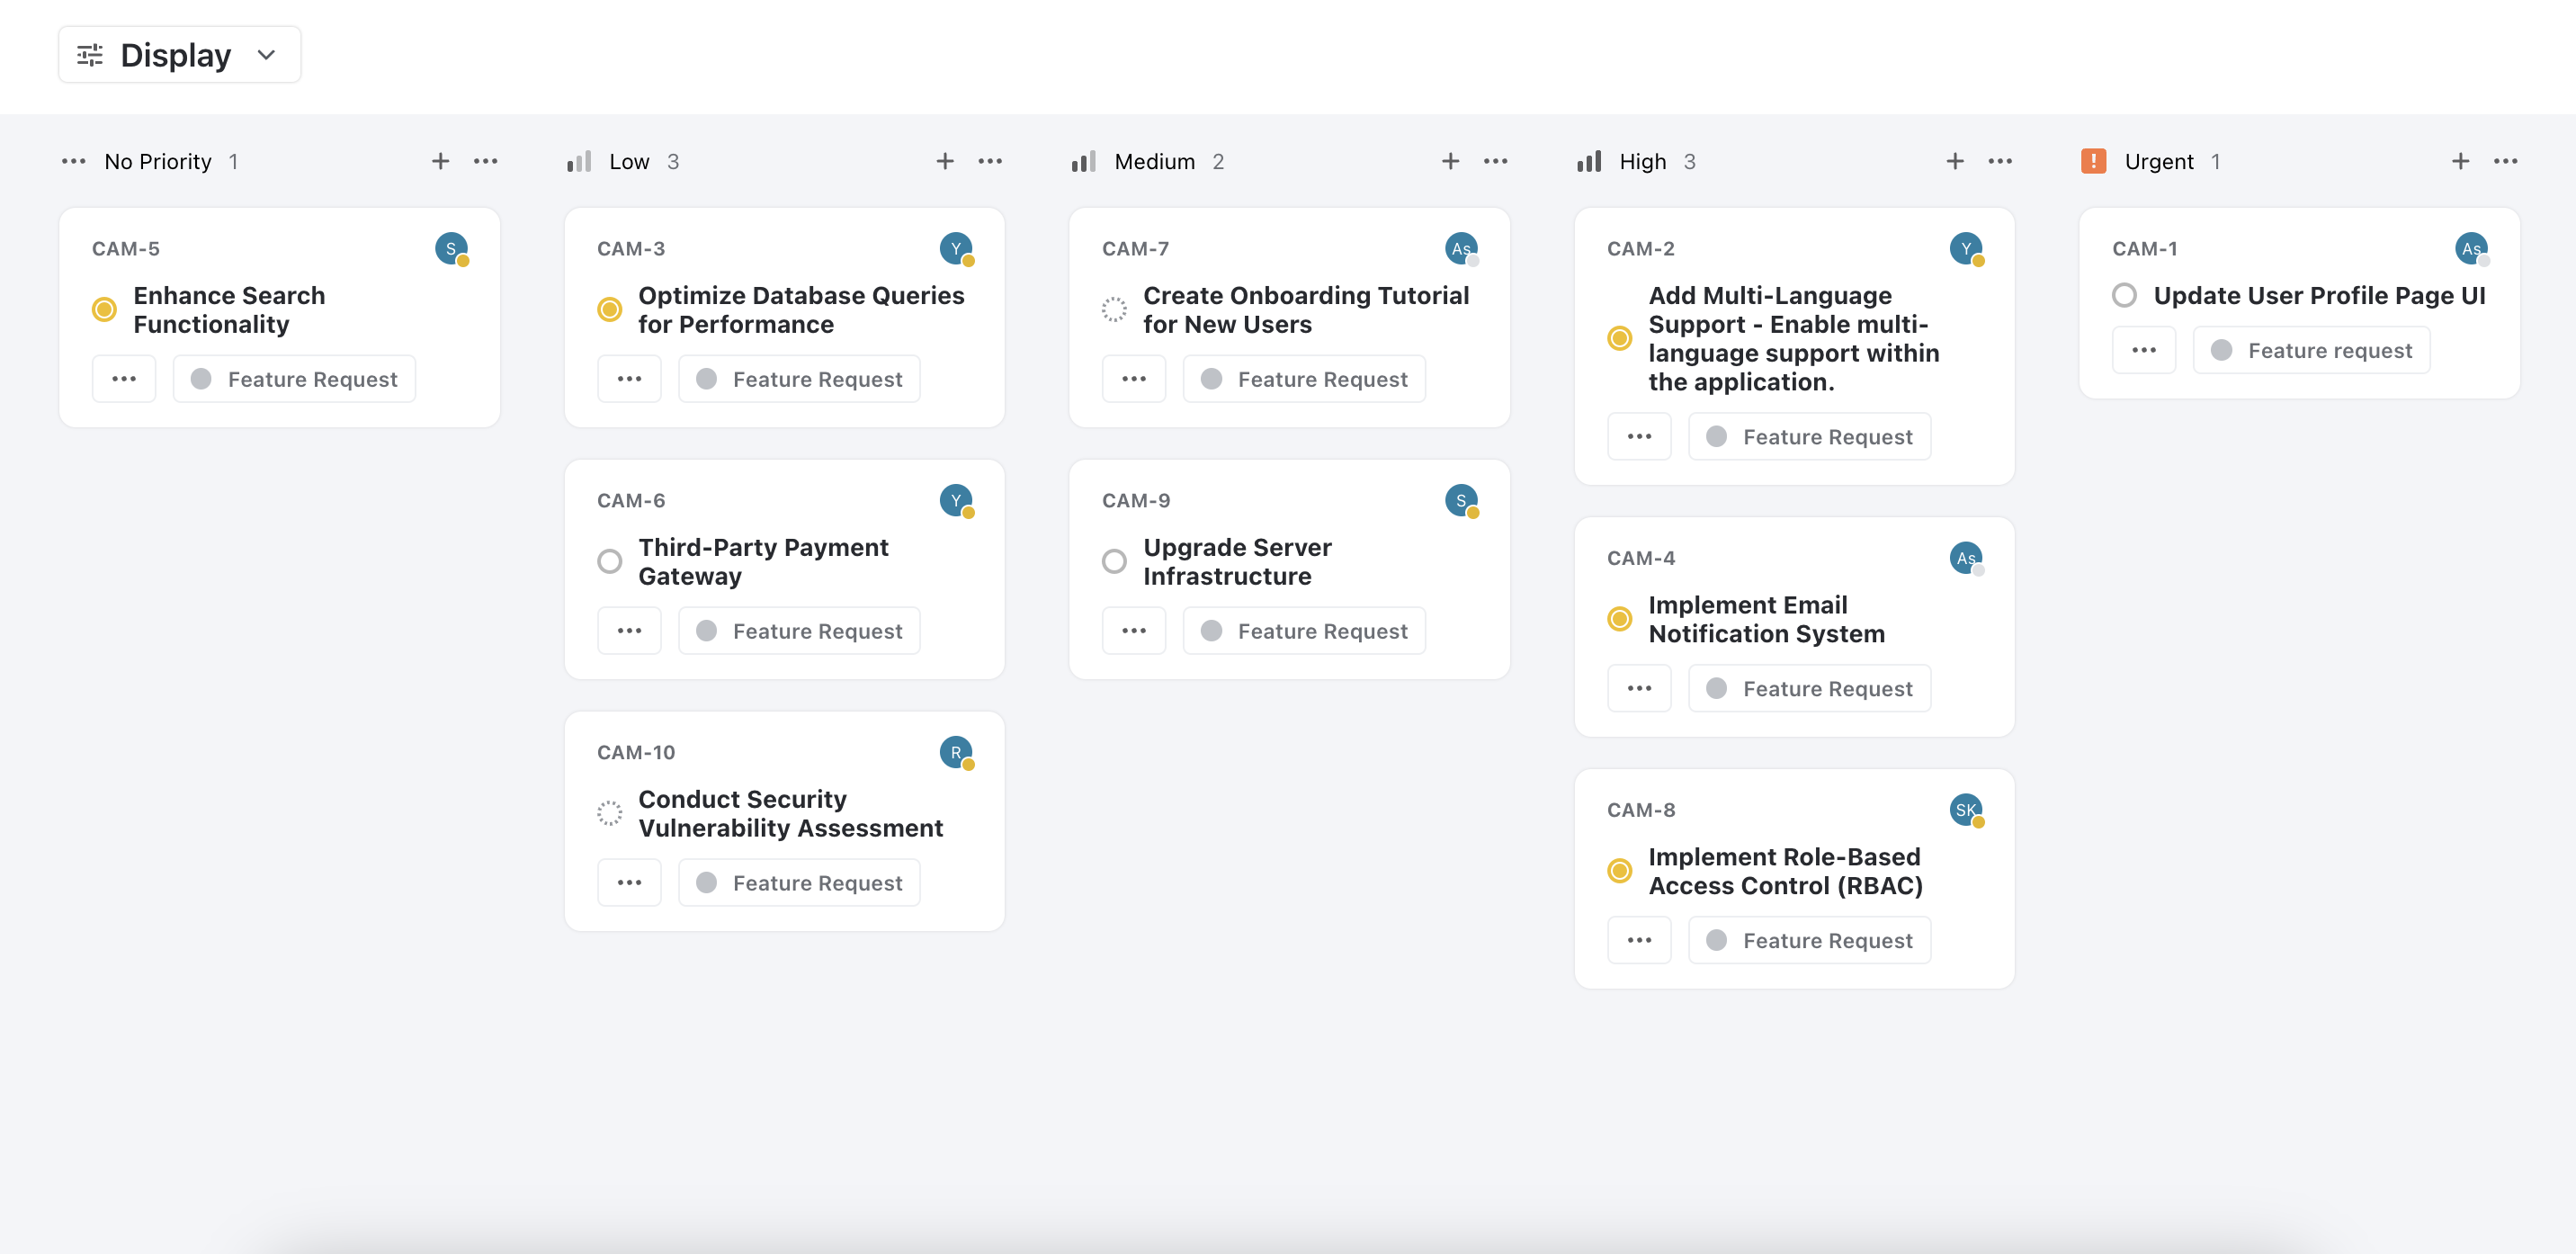 Display
No Priority 1
CAM-5
S
Enhance Search
Functionality
Feature Request
Low 3
CAM-3
Y
Optimize Database Queries
for Performance
Feature Request
CAM-6
Y
Third-Party Payment
Gateway
Feature Request
CAM-10
R
Conduct Security
Vulnerability Assessment
Feature Request
Medium 2
CAM-7
As
Create Onboarding Tutorial
for New Users
Feature Request
CAM-9
S
Upgrade Server
Infrastructure
Feature Request
High 3
CAM-2
Y
Add Multi-Language
Support - Enable multi-
language support within
the application.
Feature Request
CAM-4
As
Implement Email
Notification System
Feature Request
CAM-8
SK
Implement Role-Based
Access Control (RBAC)
Feature Request
Urgent 1
CAM-1
As
Update User Profile Page UI
Feature request